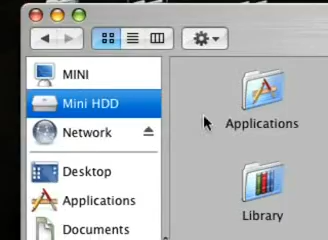 MINI
Mini HDD
Network
Desktop
Applications
Documents
Applications
Library